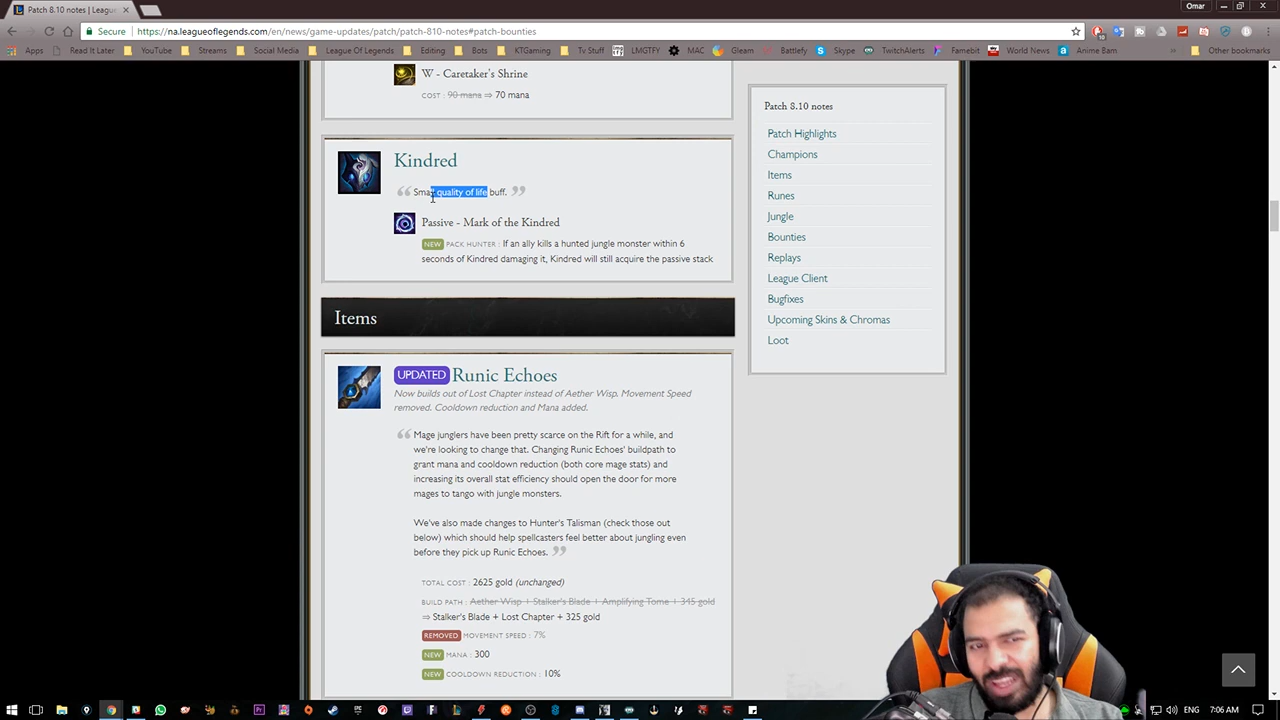 Patch 8.10 notes | Leagu
Omar
Secure
https://na.leagueoflegends.com/en/news/game-updates/patch/patch-810-notes#patch-bounties
Apps Read It Later YouTube Streams Social Media League Of Legends Editing Bots KTGaming Tv Stuff LMGTFY MAC Gleam Battlefy Skype TwitchAlerts Famebit World News Anime Bam Other bookmarks
W - Caretaker's Shrine
COST : 90 mana ⇒ 70 mana
Kindred
Small quality of life buff.
Passive - Mark of the Kindred
NEW PACK HUNTER : If an ally kills a hunted jungle monster within 6
seconds of Kindred damaging it, Kindred will still acquire the passive stack
Items
UPDATED Runic Echoes
Now builds out of Lost Chapter instead of Aether Wisp. Movement Speed
removed. Cooldown reduction and Mana added.
Mage junglers have been pretty scarce on the Rift for a while, and
we're looking to change that. Changing Runic Echoes' buildpath to
grant mana and cooldown reduction (both core mage stats) and
increasing its overall stat efficiency should open the door for more
mages to tango with jungle monsters.
We've also made changes to Hunter's Talisman (check those out
below) which should help spellcasters feel better about jungling even
before they pick up Runic Echoes.
TOTAL COST : 2625 gold (unchanged)
BUILD PATH : Aether Wisp + Stalker's Blade + Amplifying Tome + 345 gold
⇒ Stalker's Blade + Lost Chapter + 325 gold
REMOVED MOVEMENT SPEED : 7%
NEW MANA : 300
NEW COOLDOWN REDUCTION : 10%
Patch 8.10 notes
Patch Highlights
Champions
Items
Runes
Jungle
Bounties
Replays
League Client
Bugfixes
Upcoming Skins & Chromas
Loot
7:06 AM